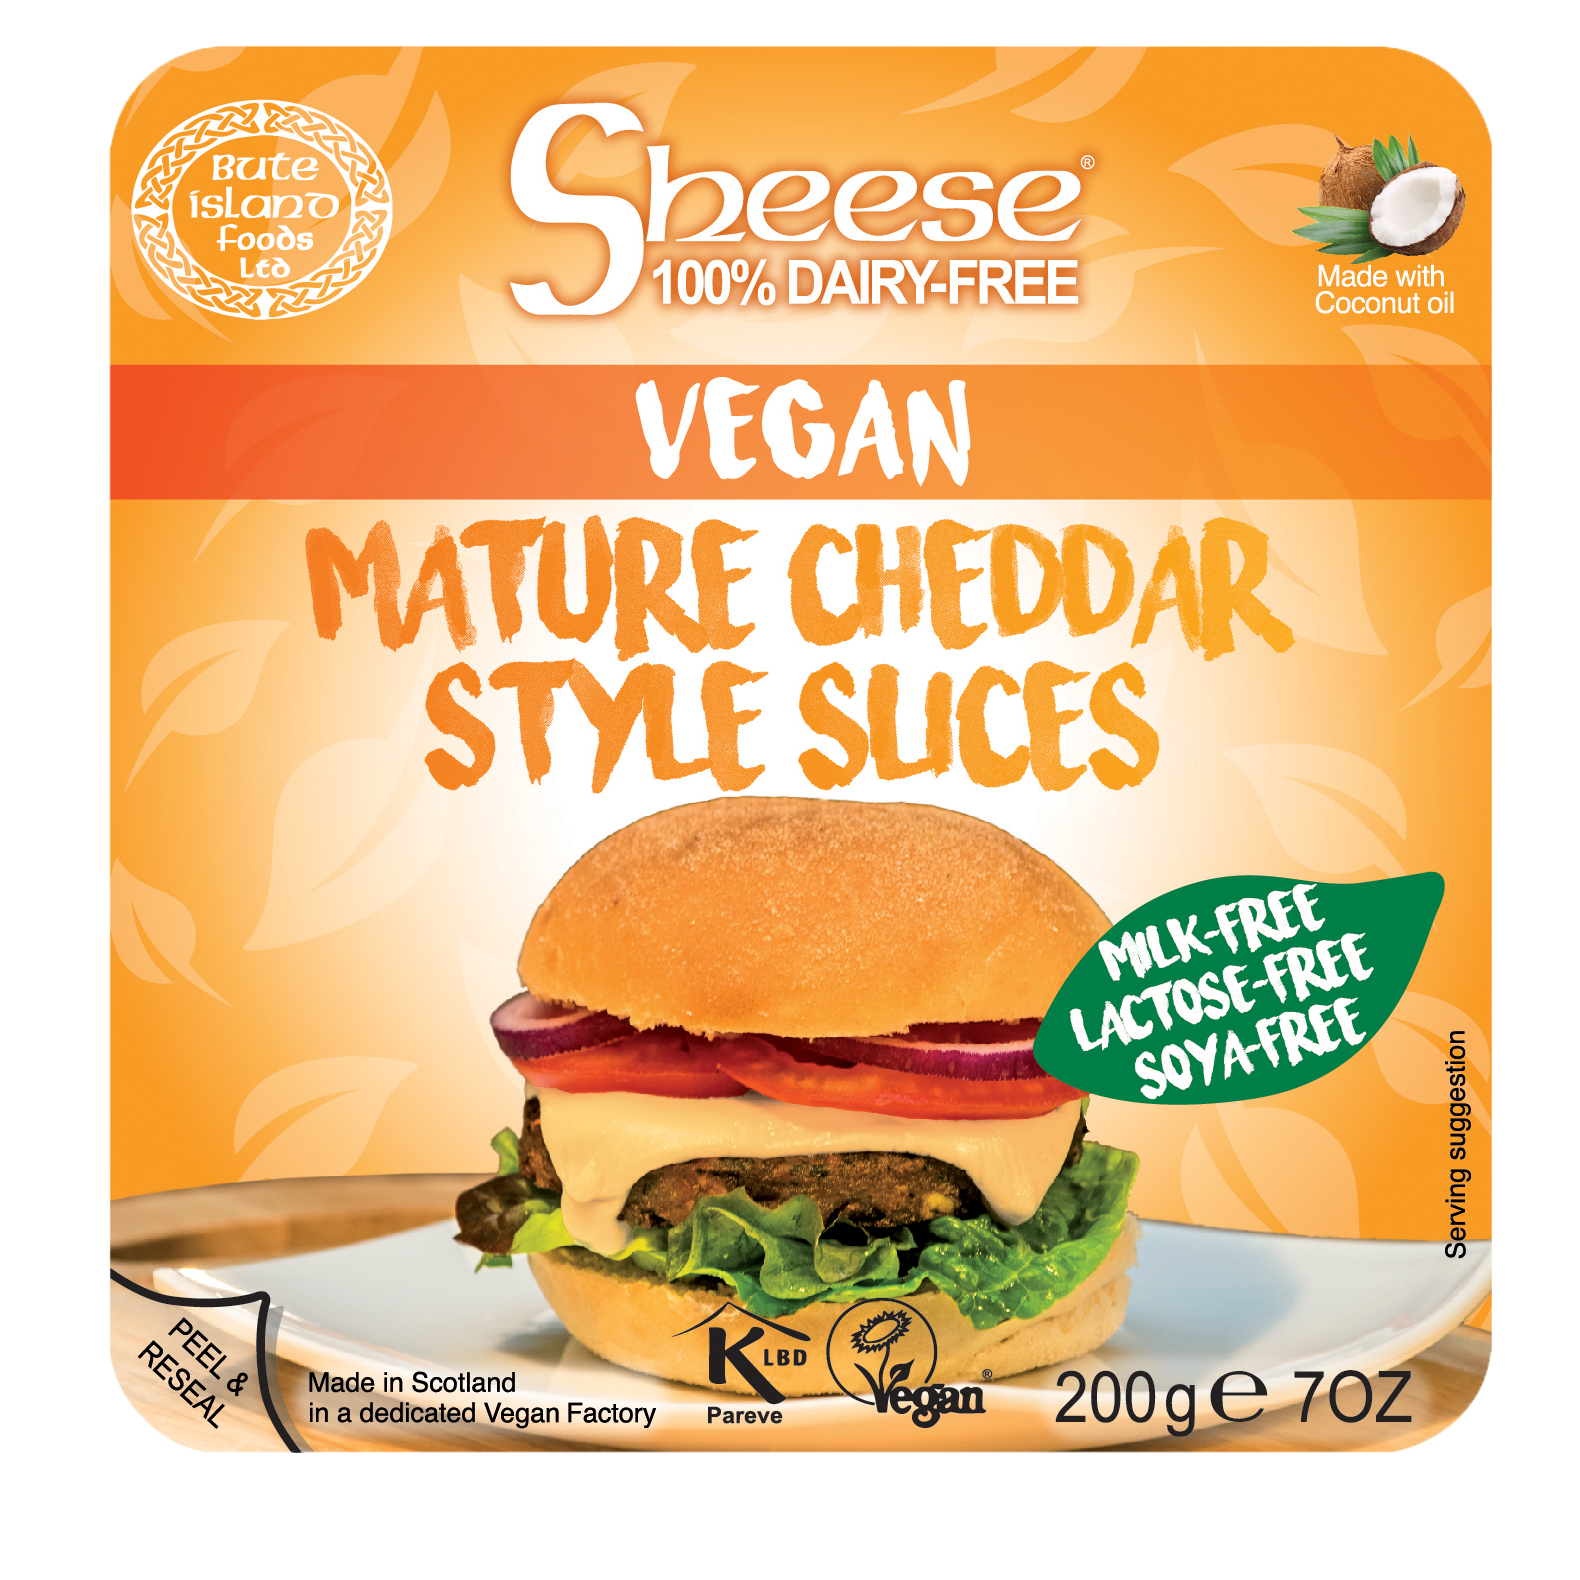 Bute
island
foods
Ltd
Sheese®
100% DAIRY-FREE
Made with
Coconut oil
VEGAN
MATURE CHEDDAR
STYLE SLICES
MILK-FREE
LACTOSE-FREE
SOYA-FREE
Serving suggestion
PEEL &
RESEAL
Made in Scotland
in a dedicated Vegan Factory
K LBD
Pareve
Vegan®
200g e 7OZ